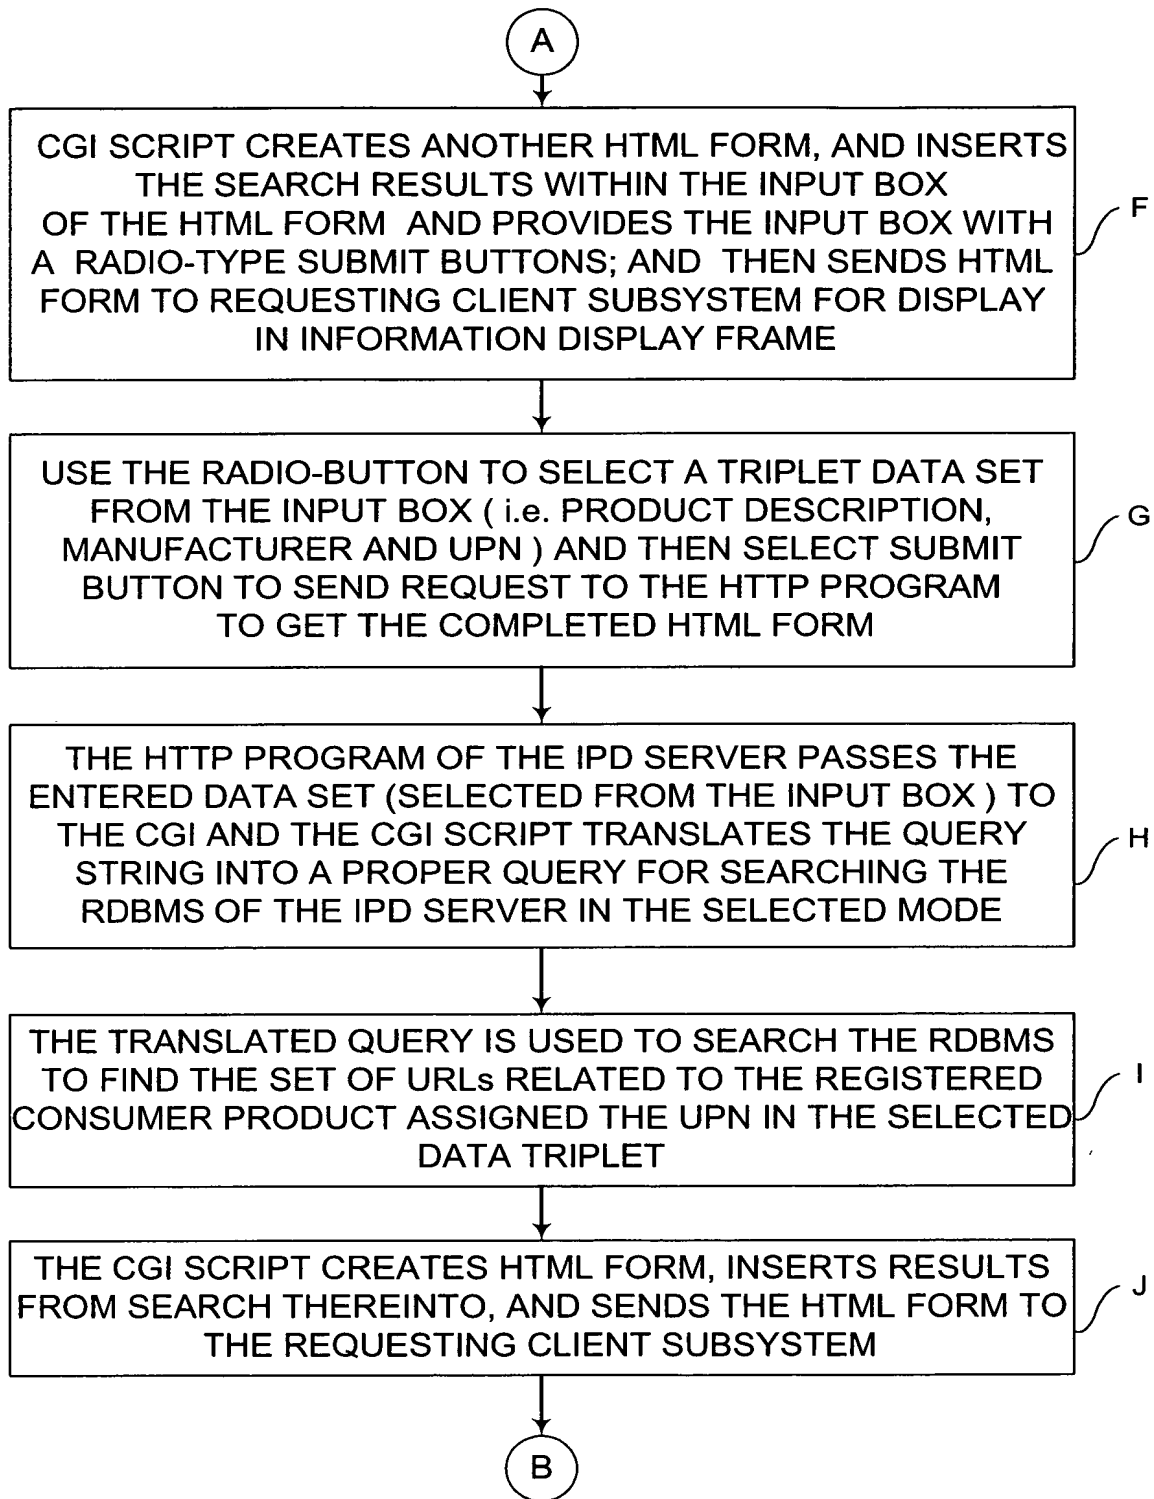 A
CGI SCRIPT CREATES ANOTHER HTML FORM, AND INSERTS
THE SEARCH RESULTS WITHIN THE INPUT BOX
OF THE HTML FORM AND PROVIDES THE INPUT BOX WITH
A RADIO-TYPE SUBMIT BUTTONS; AND THEN SENDS HTML
FORM TO REQUESTING CLIENT SUBSYSTEM FOR DISPLAY
IN INFORMATION DISPLAY FRAME
F
USE THE RADIO-BUTTON TO SELECT A TRIPLET DATA SET
FROM THE INPUT BOX ( i.e. PRODUCT DESCRIPTION,
MANUFACTURER AND UPN ) AND THEN SELECT SUBMIT
BUTTON TO SEND REQUEST TO THE HTTP PROGRAM
TO GET THE COMPLETED HTML FORM
G
THE HTTP PROGRAM OF THE IPD SERVER PASSES THE
ENTERED DATA SET (SELECTED FROM THE INPUT BOX ) TO
THE CGI AND THE CGI SCRIPT TRANSLATES THE QUERY
STRING INTO A PROPER QUERY FOR SEARCHING THE
RDBMS OF THE IPD SERVER IN THE SELECTED MODE
H
THE TRANSLATED QUERY IS USED TO SEARCH THE RDBMS
TO FIND THE SET OF URLs RELATED TO THE REGISTERED
CONSUMER PRODUCT ASSIGNED THE UPN IN THE SELECTED
DATA TRIPLET
I
THE CGI SCRIPT CREATES HTML FORM, INSERTS RESULTS
FROM SEARCH THEREINTO, AND SENDS THE HTML FORM TO
THE REQUESTING CLIENT SUBSYSTEM
J
B